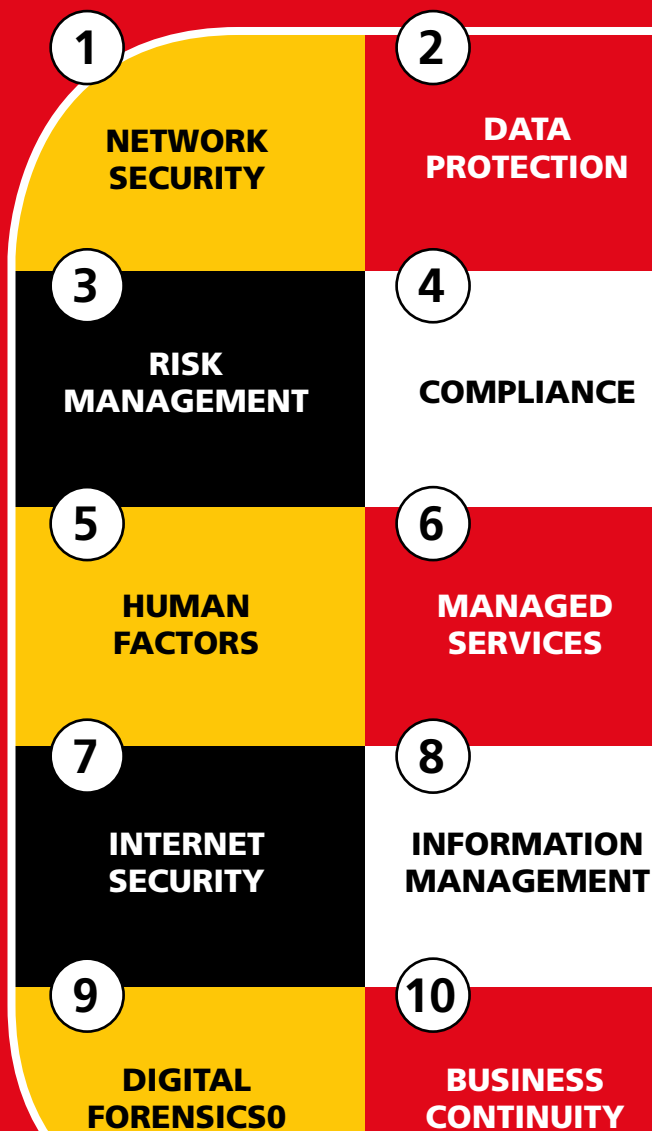 1
NETWORK
SECURITY
2
DATA
PROTECTION
3
RISK
MANAGEMENT
4
COMPLIANCE
5
HUMAN
FACTORS
6
MANAGED
SERVICES
7
INTERNET
SECURITY
8
INFORMATION
MANAGEMENT
9
DIGITAL
FORENSICS0
10
BUSINESS
CONTINUITY